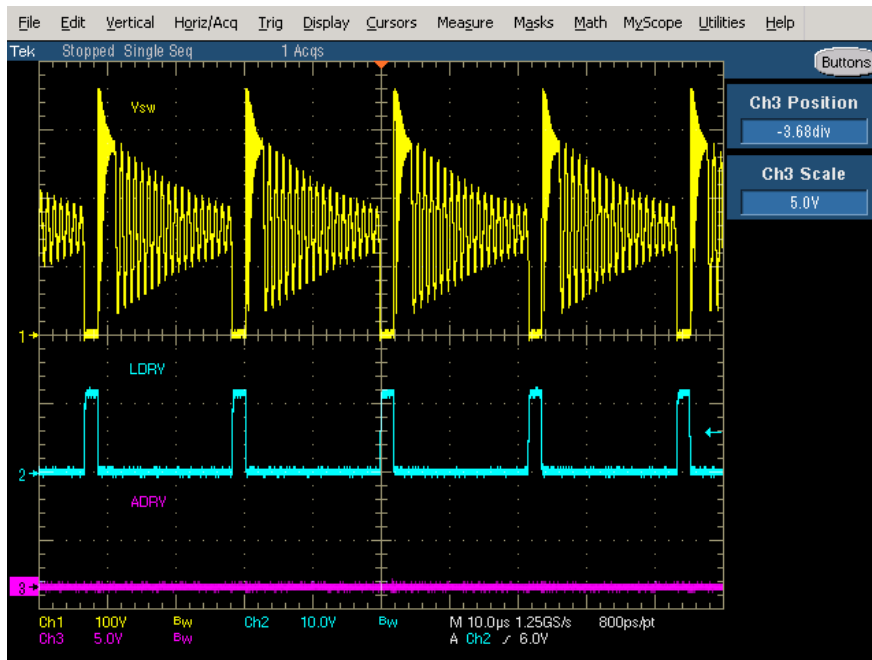 File Edit Vertical Horiz/Acq Trig Display Cursors Measure Masks Math MyScope Utilities Help
Tek Stopped Single Seq 1 Acqs
Buttons
Ch3 Position
-3.68div
Ch3 Scale
5.0V
Vsw
1
LDRV
2
ADRV
3
Ch1 100V Bw Ch2 10.0V Bw M 10.0µs 1.25GS/s 800ps/pt
Ch3 5.0V Bw A Ch2 ⁄ 6.0V